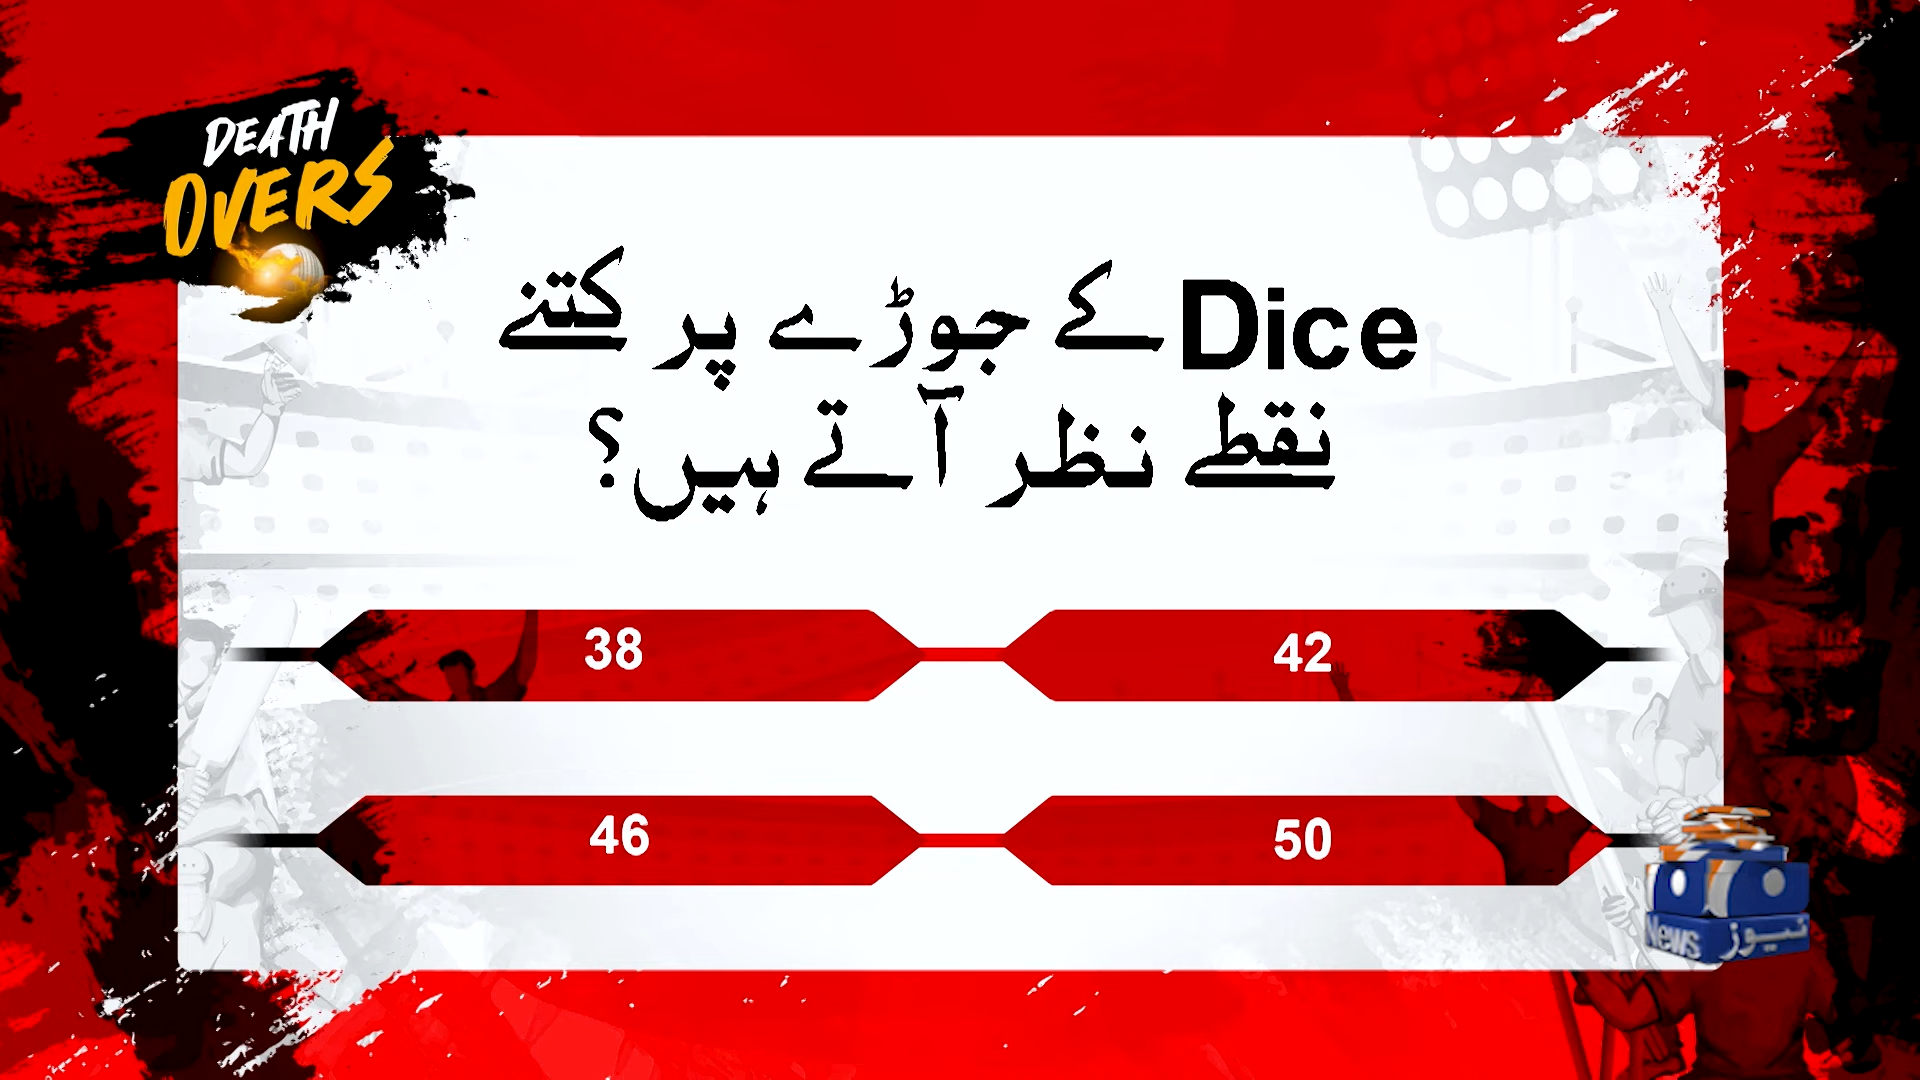 DEATH
OVERS
Dice کے جوڑے پر کتنے
نقطے نظر آتے ہیں؟
38
42
46
50
News نیوز